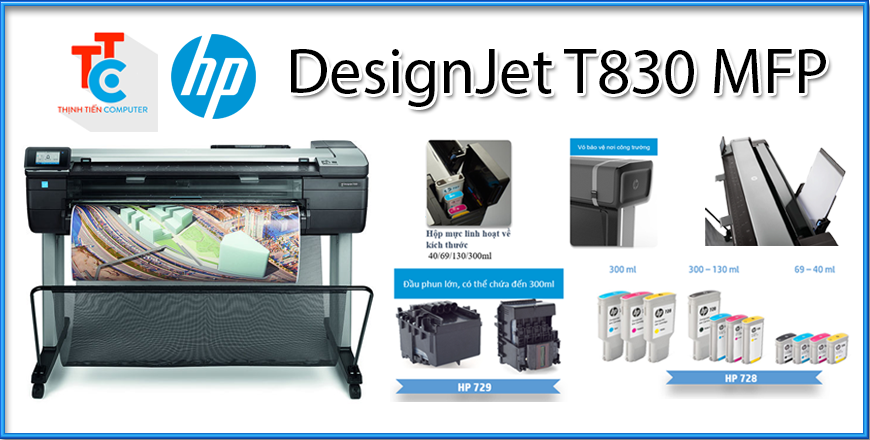 TTC
THỊNH TIẾN COMPUTER
hp
DesignJet T830 MFP
Hộp mực linh hoạt về
kích thước
40/69/130/300ml
Vỏ bảo vệ nơi công trường
Đầu phun lớn, có thể chứa đến 300ml
HP 729
300 ml
300 – 130 ml
69 – 40 ml
HP 728